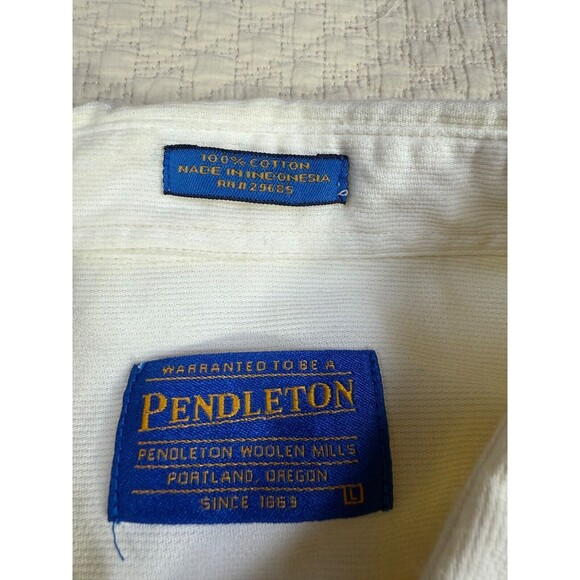 100% COTTON
MADE IN INDONESIA
RN# 29685
WARRANTED TO BE A
PENDLETON
PENDLETON WOOLEN MILLS
PORTLAND, OREGON
SINCE 1863 L